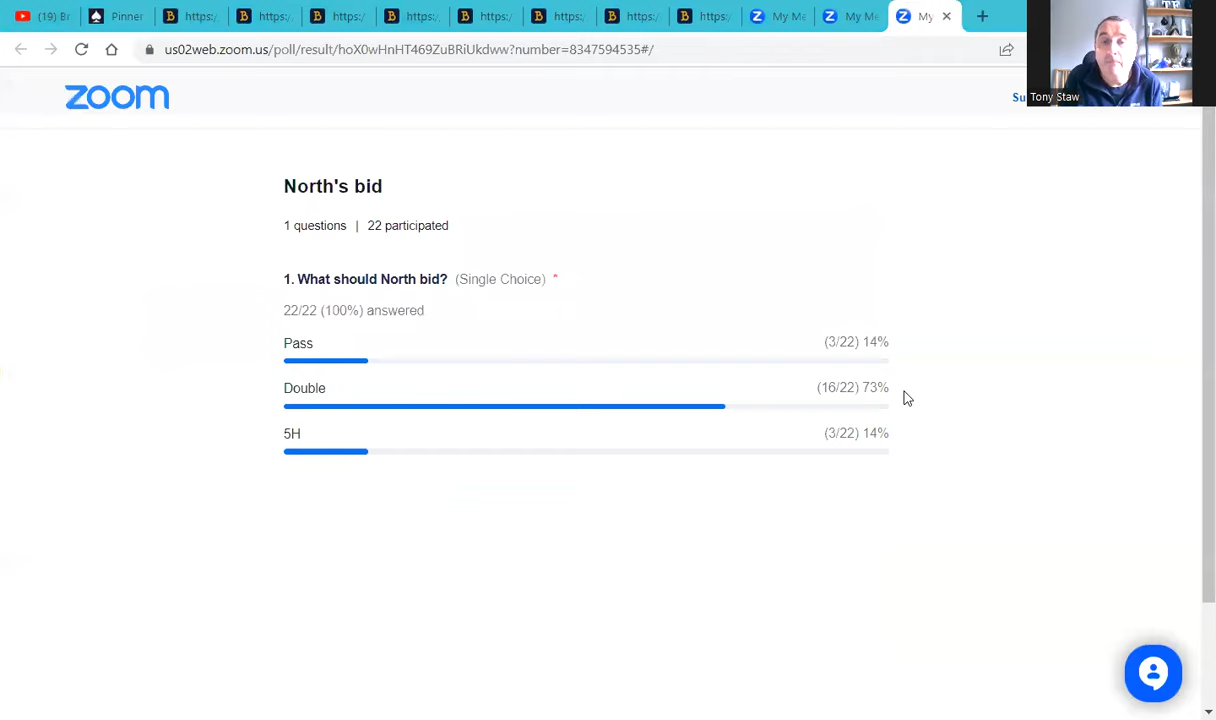 (19) Br
Pinner
https:/
https:/
https:/
https:/
https:/
https:/
https:/
https:/
My Me
My Me
My
us02web.zoom.us/poll/result/hoX0wHnHT469ZuBRiUkdww?number=8347594535#/
zoom
Su
Tony Staw
North's bid
1 questions | 22 participated
1. What should North bid? (Single Choice) *
22/22 (100%) answered
Pass (3/22) 14%
Double (16/22) 73%
5H (3/22) 14%